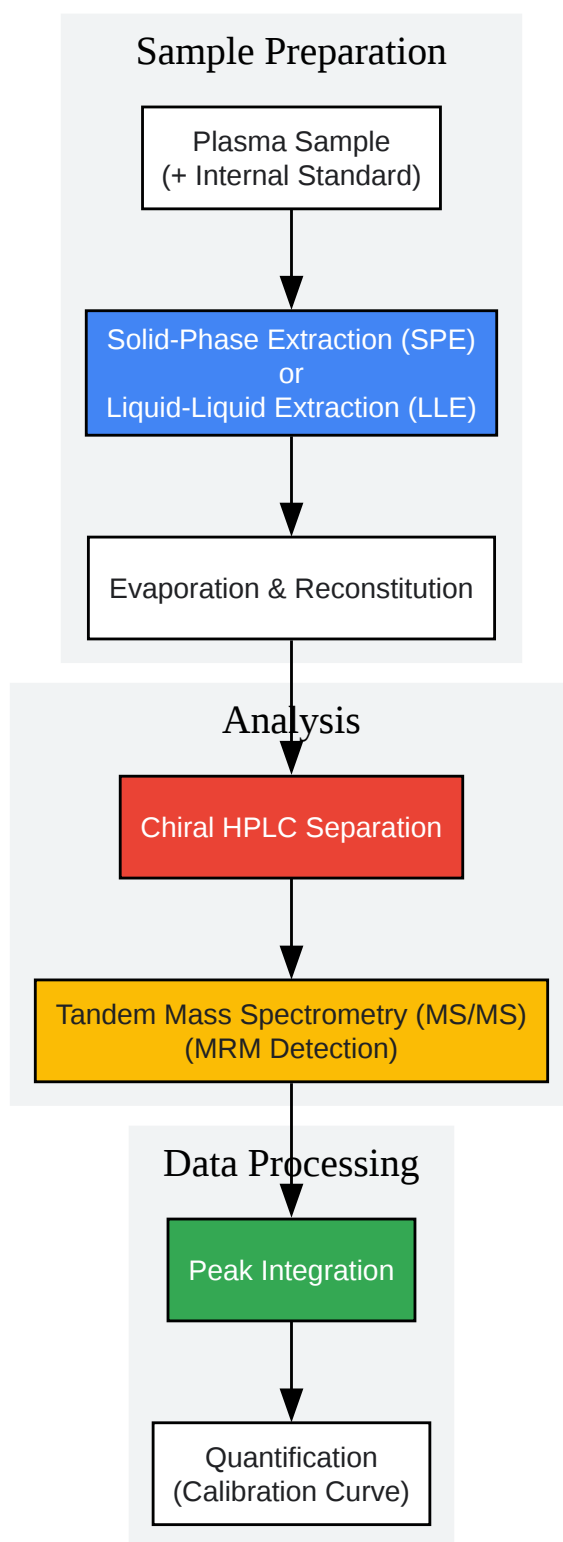 Sample Preparation
Plasma Sample
(+ Internal Standard)
Solid-Phase Extraction (SPE)
or
Liquid-Liquid Extraction (LLE)
Evaporation & Reconstitution
Analysis
Chiral HPLC Separation
Tandem Mass Spectrometry (MS/MS)
(MRM Detection)
Data Processing
Peak Integration
Quantification
(Calibration Curve)